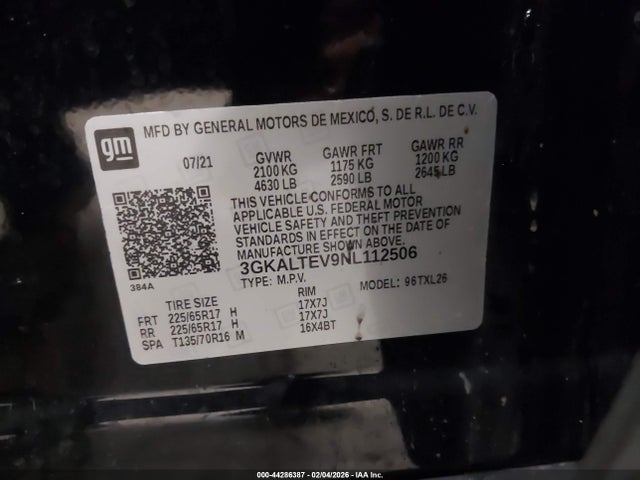 gm
MFD BY GENERAL MOTORS DE MEXICO, S. DE R.L. DE C.V.
07/21 GVWR GAWR FRT GAWR RR
2100 KG 1175 KG 1200 KG
4630 LB 2590 LB 2645 LB
THIS VEHICLE CONFORMS TO ALL
APPLICABLE U.S. FEDERAL MOTOR
VEHICLE SAFETY AND THEFT PREVENTION
STANDARDS IN EFFECT ON THE DATE OF
MANUFACTURE SHOWN ABOVE.
3GKALTEV9NL112506
384A
TYPE: M.P.V. MODEL: 96TXL26
TIRE SIZE RIM
FRT 225/65R17 H 17X7J
RR 225/65R17 H 17X7J
SPA T135/70R16 M 16X4BT
000-44286387 - 02/04/2026 - IAA Inc.